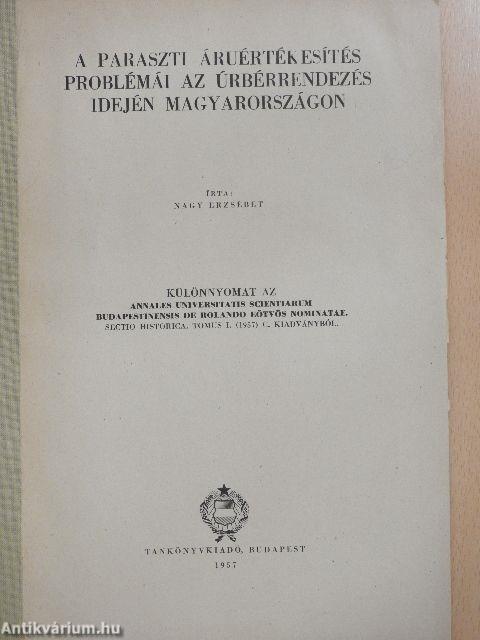 A PARASZTI ÁRUÉRTÉKESÍTÉS
PROBLÉMÁI AZ ÚRBÉRRENDEZÉS
IDEJÉN MAGYARORSZÁGON
ÍRTA:
NAGY ERZSÉBET
KÜLÖNNYOMAT AZ
ANNALES UNIVERSITATIS SCIENTIARUM
BUDAPESTINENSIS DE ROLANDO EÖTVÖS NOMINATAE.
SECTIO HISTORICA, TOMUS I. (1957) C. KIADVÁNYBÓL.
TANKÖNYVKIADÓ, BUDAPEST
1957
Antikvárium.hu